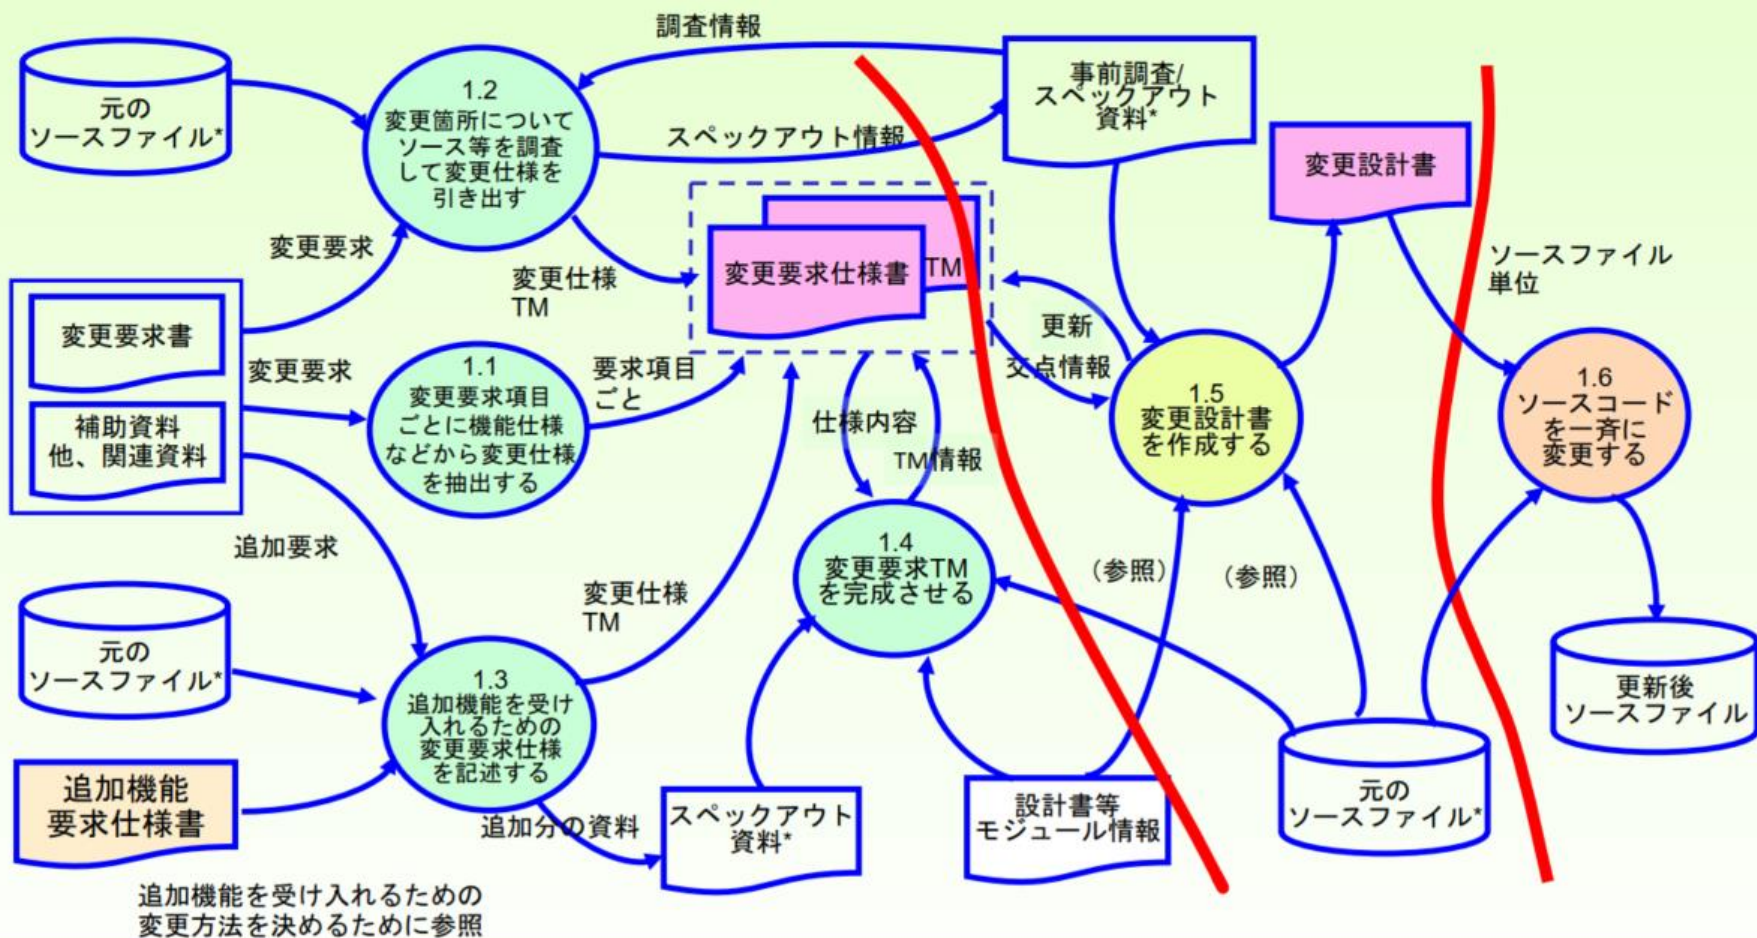 調査情報
元の
ソースファイル*
1.2
変更箇所について
ソース等を調査
して変更仕様を
引き出す
スペックアウト情報
事前調査/
スペックアウト
資料*
変更設計書
変更要求
変更仕様
TM
変更要求仕様書
TM
ソースファイル
単位
変更要求書
補助資料
他、関連資料
変更要求
1.1
変更要求項目
ごとに機能仕様
などから変更仕様
を抽出する
要求項目
ごと
仕様内容
TM情報
更新
交点情報
1.5
変更設計書
を作成する
1.6
ソースコード
を一斉に
変更する
追加要求
1.4
変更要求TM
を完成させる
（参照）
（参照）
変更仕様
TM
元の
ソースファイル*
1.3
追加機能を受け
入れるための
変更要求仕様
を記述する
更新後
ソースファイル
追加機能
要求仕様書
追加分の資料
スペックアウト
資料*
設計書等
モジュール情報
元の
ソースファイル*
追加機能を受け入れるための
変更方法を決めるために参照